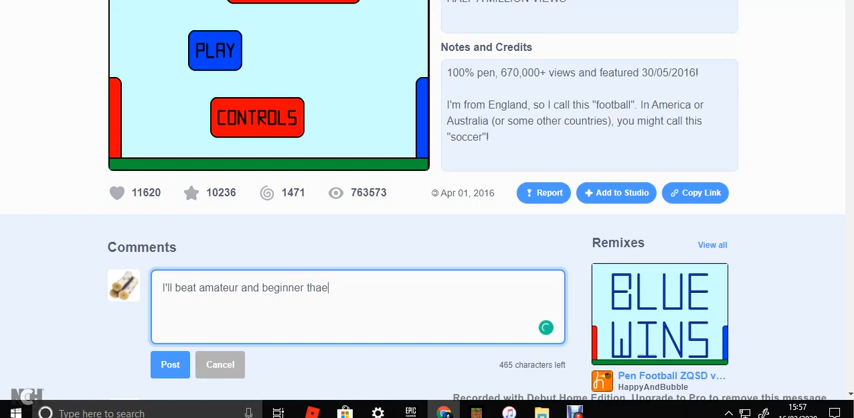 HALF A MILLION VIEWS
PLAY
CONTROLS
Notes and Credits
100% pen, 670,000+ views and featured 30/05/2016!
I'm from England, so I call this "football". In America or
Australia (or some other countries), you might call this
"soccer"!
11620 10236 1471 763573 © Apr 01, 2016 Report Add to Studio Copy Link
Comments
I'll beat amateur and beginner thae
Post Cancel 465 characters left
Remixes View all
BLUE
WINS
Pen Football ZQSD v...
HappyAndBubble
NCH
Recorded with Debut Home Edition. Upgrade to Pro to remove this message
Type here to search
EPIC
15:57